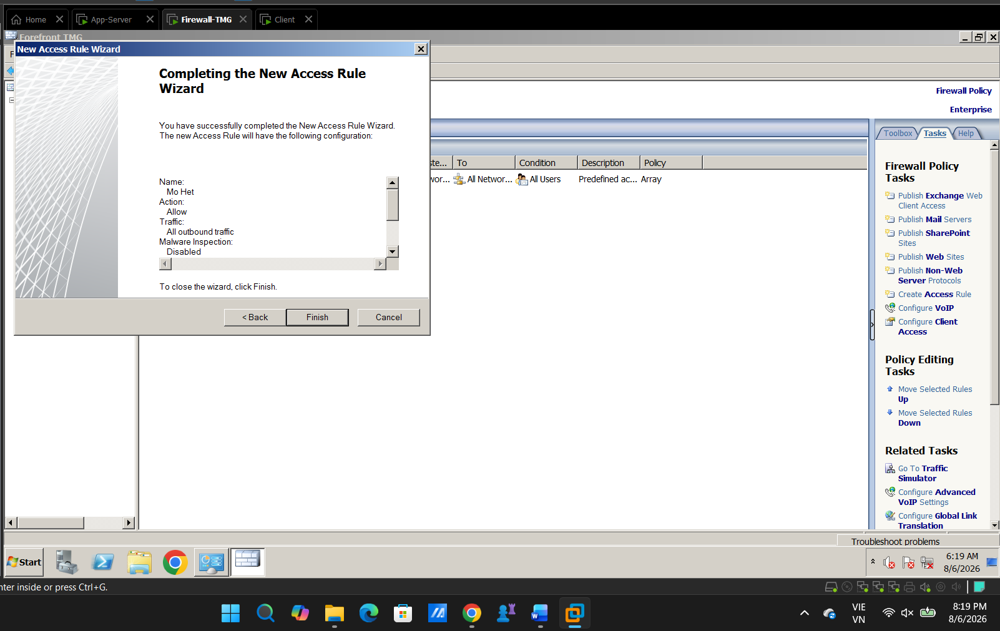 Home
App-Server
Firewall-TMG
Client
Forefront TMG
New Access Rule Wizard
F
Completing the New Access Rule
Wizard
You have successfully completed the New Access Rule Wizard.
The new Access Rule will have the following configuration:
Name:
Mo Het
Action:
Allow
Traffic:
All outbound traffic
Malware Inspection:
Disabled
To close the wizard, click Finish.
< Back
Finish
Cancel
Firewall Policy
Enterprise
ste... To Condition Description Policy
wor... All Networ... All Users Predefined ac... Array
Toolbox Tasks Help
Firewall Policy
Tasks
Publish Exchange Web
Client Access
Publish Mail Servers
Publish SharePoint
Sites
Publish Web Sites
Publish Non-Web
Server Protocols
Create Access Rule
Configure VoIP
Configure Client
Access
Policy Editing
Tasks
Move Selected Rules
Up
Move Selected Rules
Down
Related Tasks
Go To Traffic
Simulator
Configure Advanced
VoIP Settings
Configure Global Link
Translation
Troubleshoot problems
Start
6:19 AM
8/6/2026
nter inside or press Ctrl+G.
VIE
VN
8:19 PM
8/6/2026